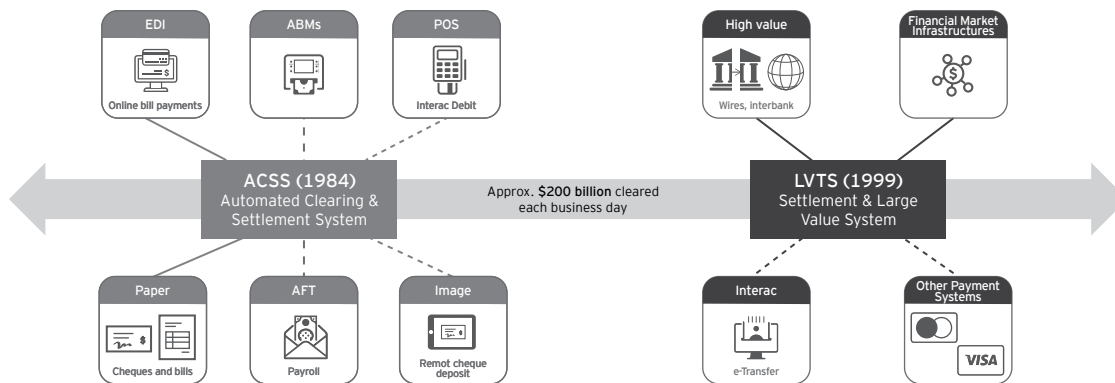 EDI
Online bill payments
ABMs
POS
Interac Debit
High value
Wires, interbank
Financial Market
Infrastructures
$
ACSS (1984)
Automated Clearing &
Settlement System
Approx. $200 billion cleared
each business day
LVTS (1999)
Settlement & Large
Value System
Paper
$
Cheques and bills
AFT
Payroll
Image
Remot cheque
deposit
Interac
e-Transfer
Other Payment
Systems
VISA